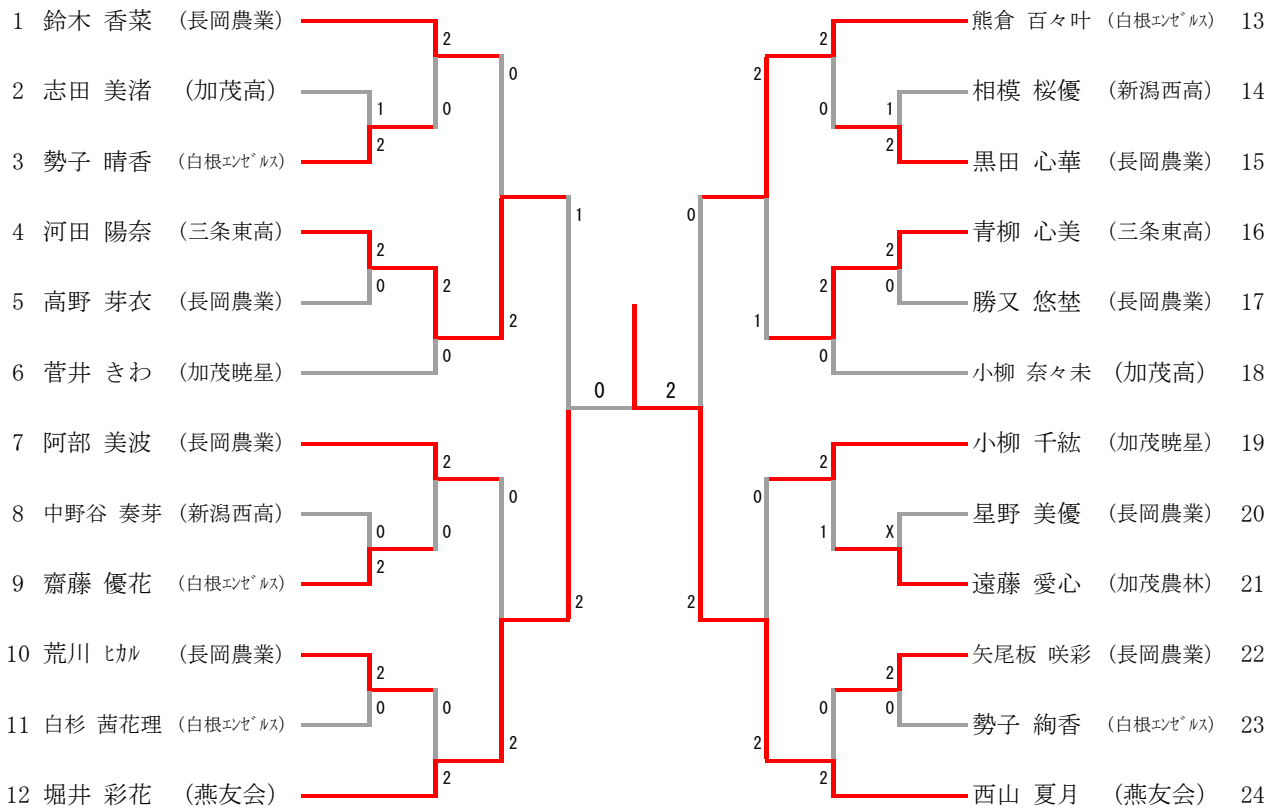 1 鈴木 香菜 (長岡農業)
2 志田 美渚 (加茂高)
3 勢子 晴香 (白根ｴﾝｾﾞﾙｽ)
4 河田 陽奈 (三条東高)
5 高野 芽衣 (長岡農業)
6 菅井 きわ (加茂暁星)
7 阿部 美波 (長岡農業)
8 中野谷 奏芽 (新潟西高)
9 齋藤 優花 (白根ｴﾝｾﾞﾙｽ)
10 荒川 ﾋｶﾙ (長岡農業)
11 白杉 茜花理 (白根ｴﾝｾﾞﾙｽ)
12 堀井 彩花 (燕友会)
2
0
1
2
0
2
0
2
0
2
1
2
0
0
2
0
2
0
0
2
2
0
2
2
0 2
2
2
0
1
2
0
2
0
2
0
1
2
0
0
X
1
2
2
0
0
2
2
熊倉 百々叶 (白根ｴﾝｾﾞﾙｽ) 13
相模 桜優 (新潟西高) 14
黒田 心華 (長岡農業) 15
青柳 心美 (三条東高) 16
勝又 悠埜 (長岡農業) 17
小柳 奈々未 (加茂高) 18
小柳 千紘 (加茂暁星) 19
星野 美優 (長岡農業) 20
遠藤 愛心 (加茂農林) 21
矢尾板 咲彩 (長岡農業) 22
勢子 絢香 (白根ｴﾝｾﾞﾙｽ) 23
西山 夏月 (燕友会) 24